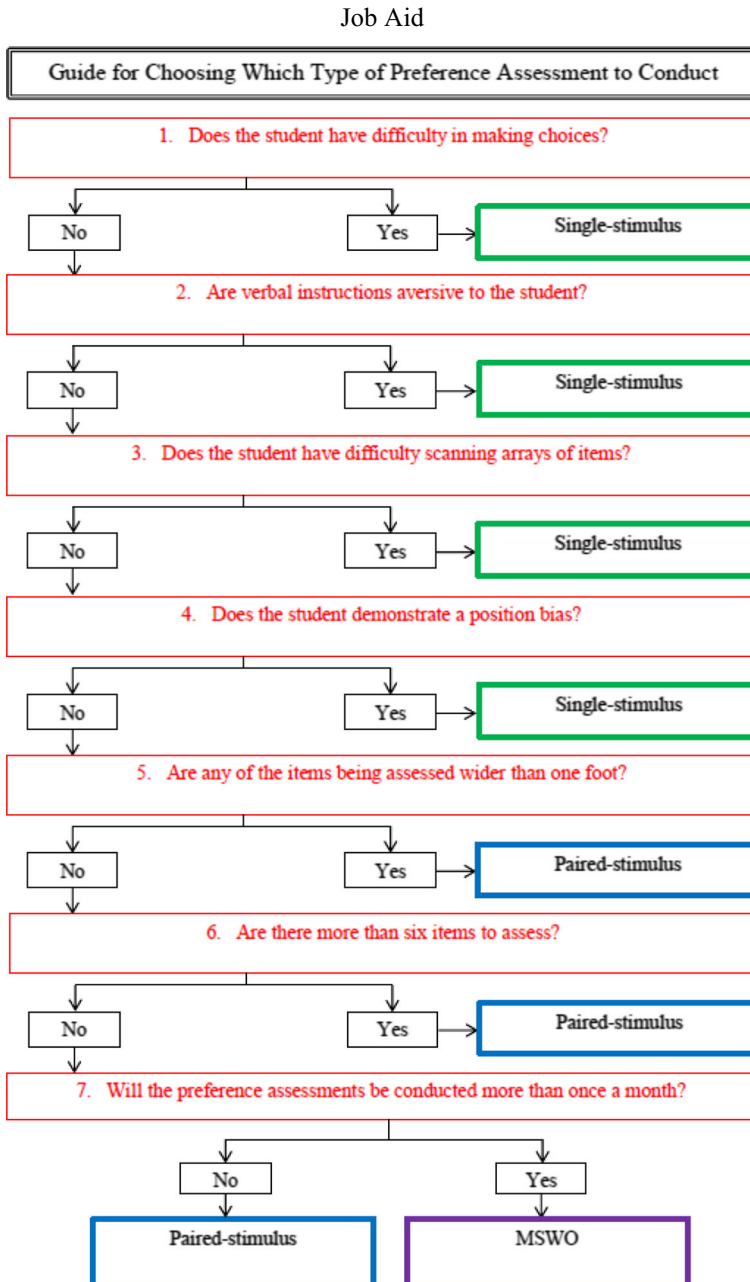 Job Aid
Guide for Choosing Which Type of Preference Assessment to Conduct
1. Does the student have difficulty in making choices?
No
Yes
Single-stimulus
2. Are verbal instructions aversive to the student?
No
Yes
Single-stimulus
3. Does the student have difficulty scanning arrays of items?
No
Yes
Single-stimulus
4. Does the student demonstrate a position bias?
No
Yes
Single-stimulus
5. Are any of the items being assessed wider than one foot?
No
Yes
Paired-stimulus
6. Are there more than six items to assess?
No
Yes
Paired-stimulus
7. Will the preference assessments be conducted more than once a month?
No
Yes
Paired-stimulus
MSWO